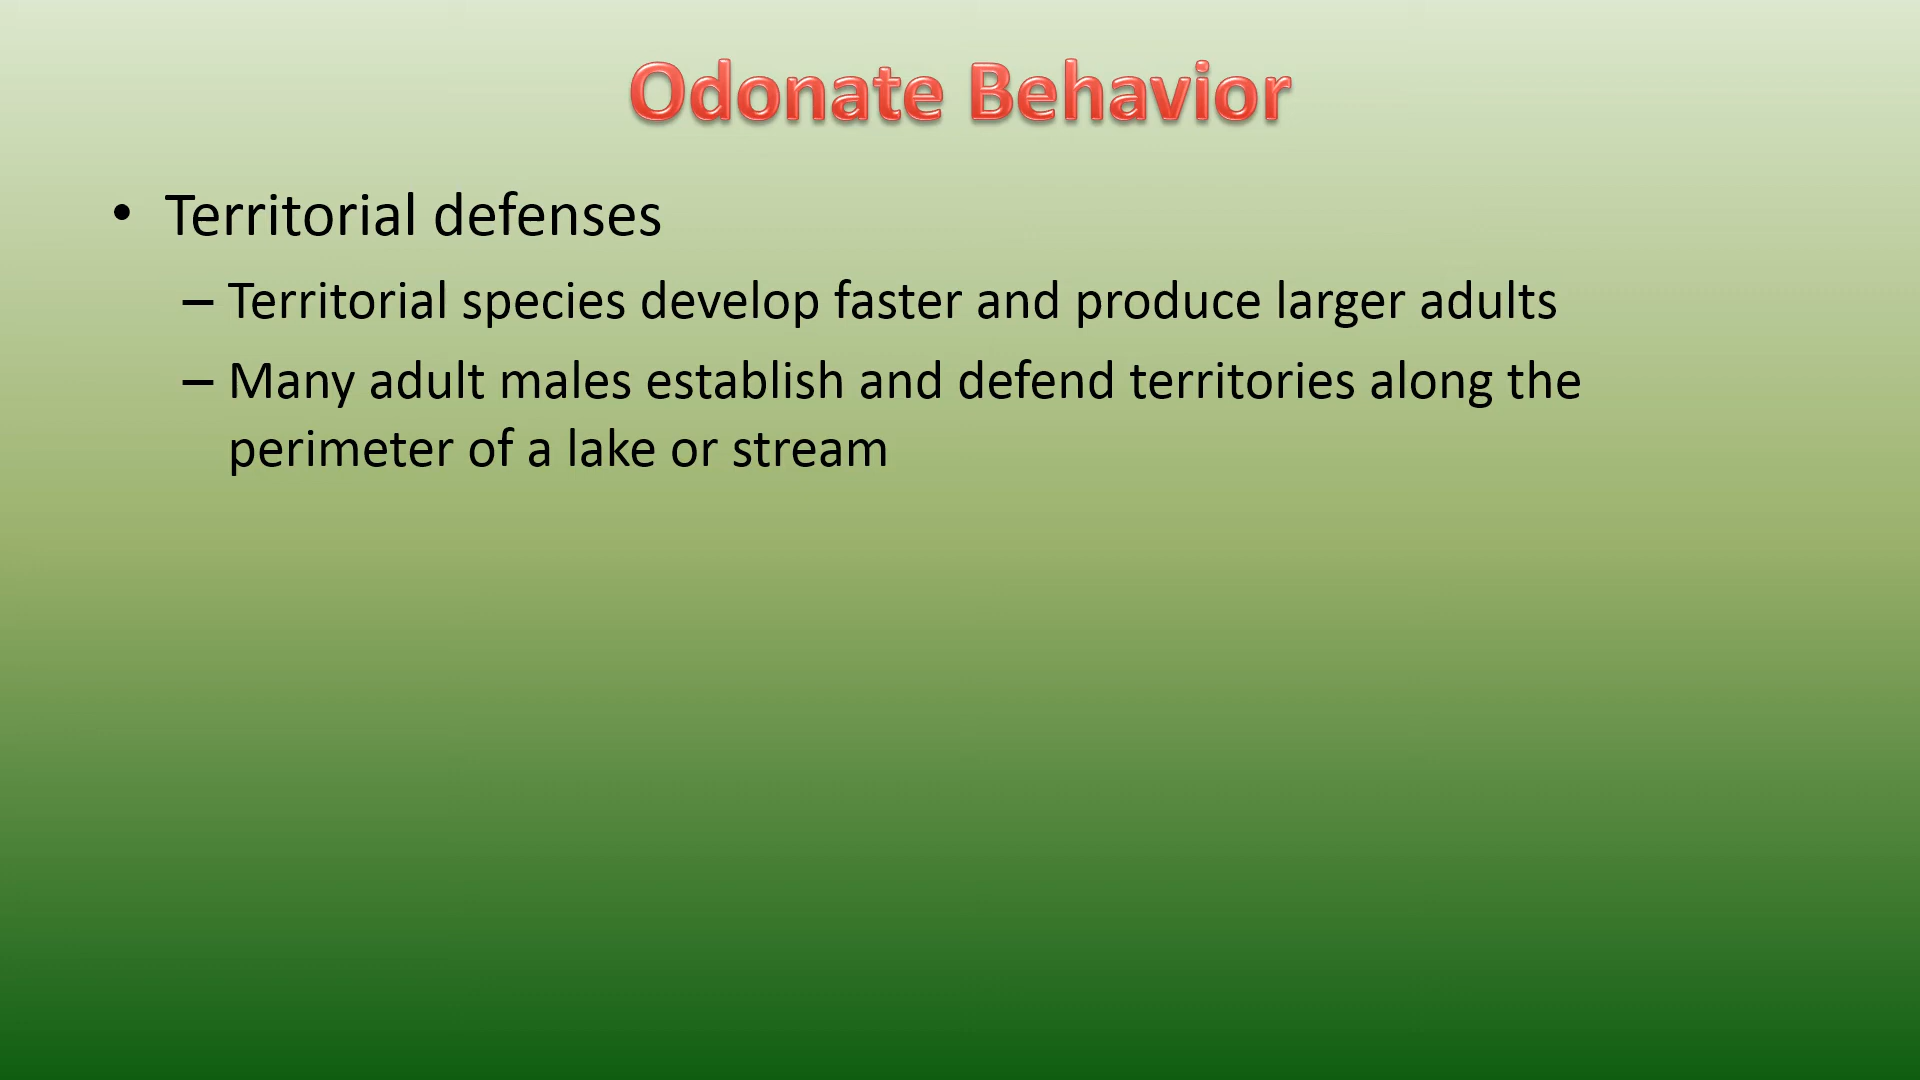 Odonate Behavior
• Territorial defenses
– Territorial species develop faster and produce larger adults
– Many adult males establish and defend territories along the
perimeter of a lake or stream